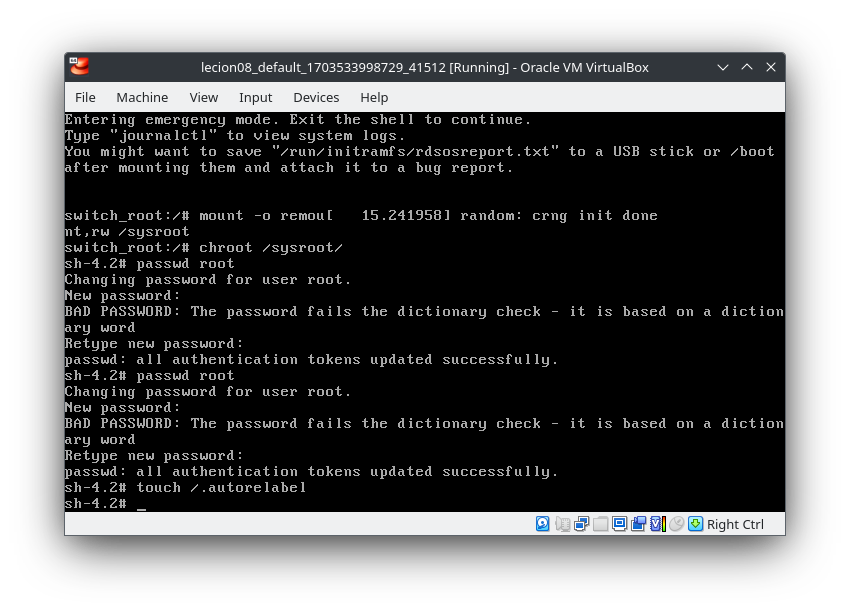 lecion08_default_1703533998729_41512 [Running] - Oracle VM VirtualBox
File Machine View Input Devices Help
Entering emergency mode. Exit the shell to continue.
Type "journalctl" to view system logs.
You might want to save "/run/initramfs/rdsosreport.txt" to a USB stick or /boot
after mounting them and attach it to a bug report.
switch_root:/# mount -o remou[   15.241958] random: crng init done
nt,rw /sysroot
switch_root:/# chroot /sysroot/
sh-4.2# passwd root
Changing password for user root.
New password:
BAD PASSWORD: The password fails the dictionary check - it is based on a diction
ary word
Retype new password:
passwd: all authentication tokens updated successfully.
sh-4.2# passwd root
Changing password for user root.
New password:
BAD PASSWORD: The password fails the dictionary check - it is based on a diction
ary word
Retype new password:
passwd: all authentication tokens updated successfully.
sh-4.2# touch /.autorelabel
sh-4.2# _
Right Ctrl